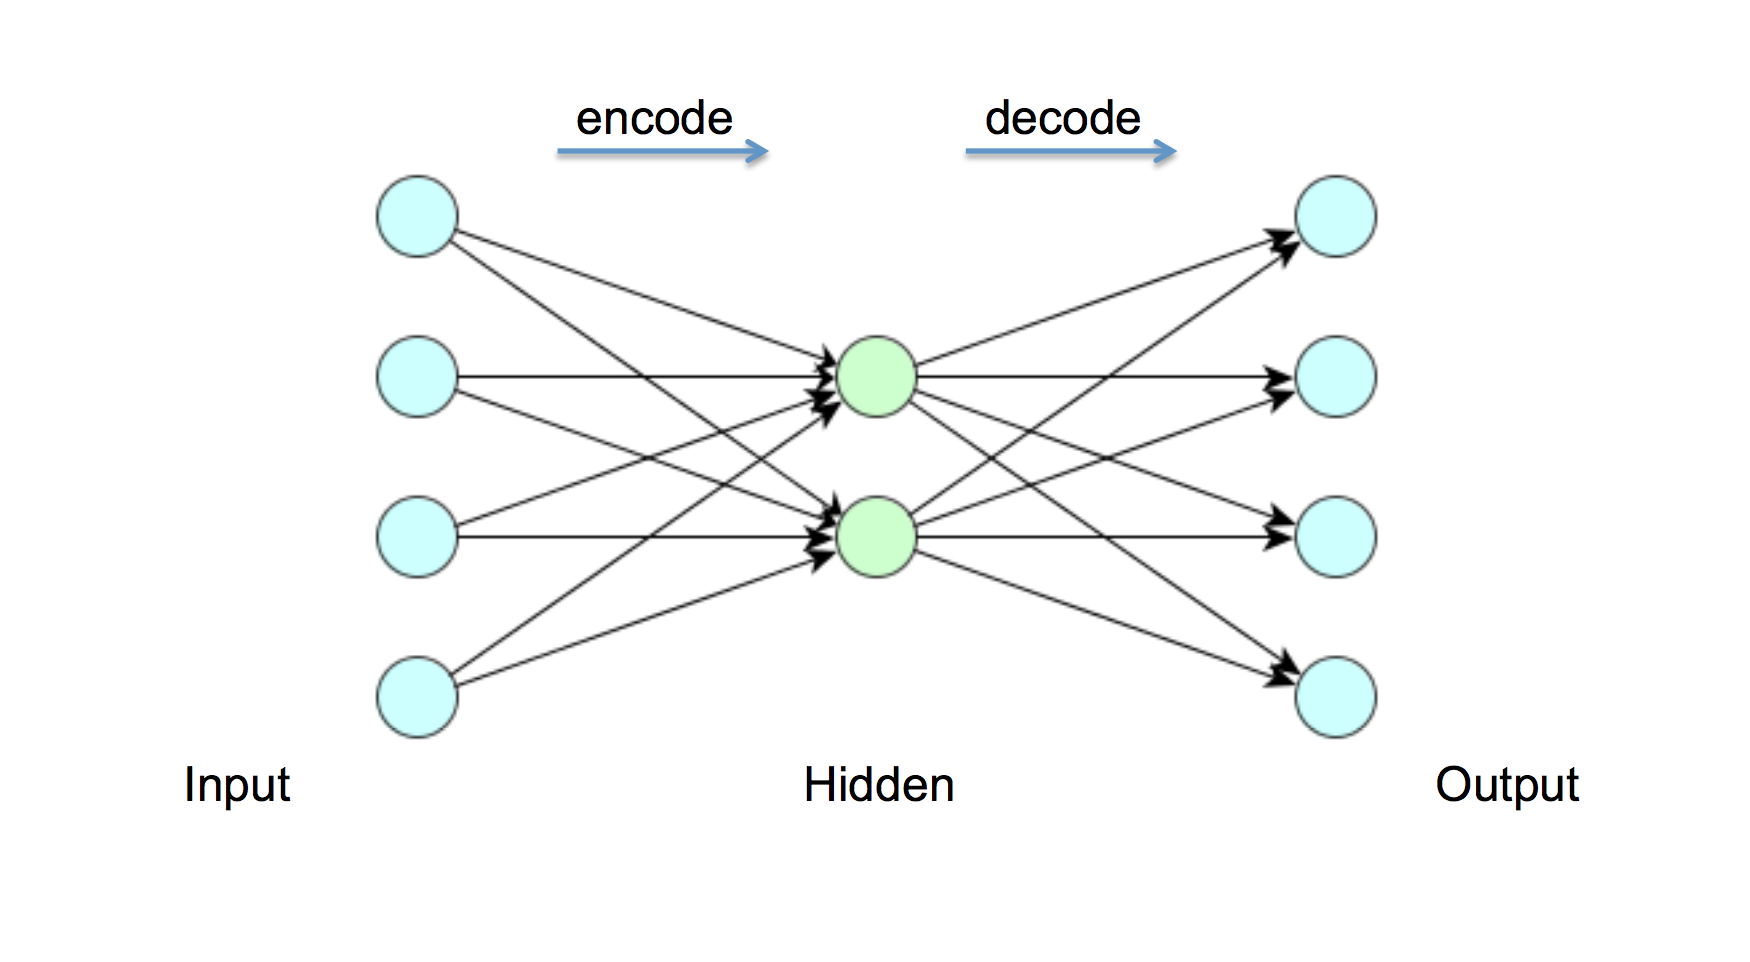 encode
decode
Input
Hidden
Output